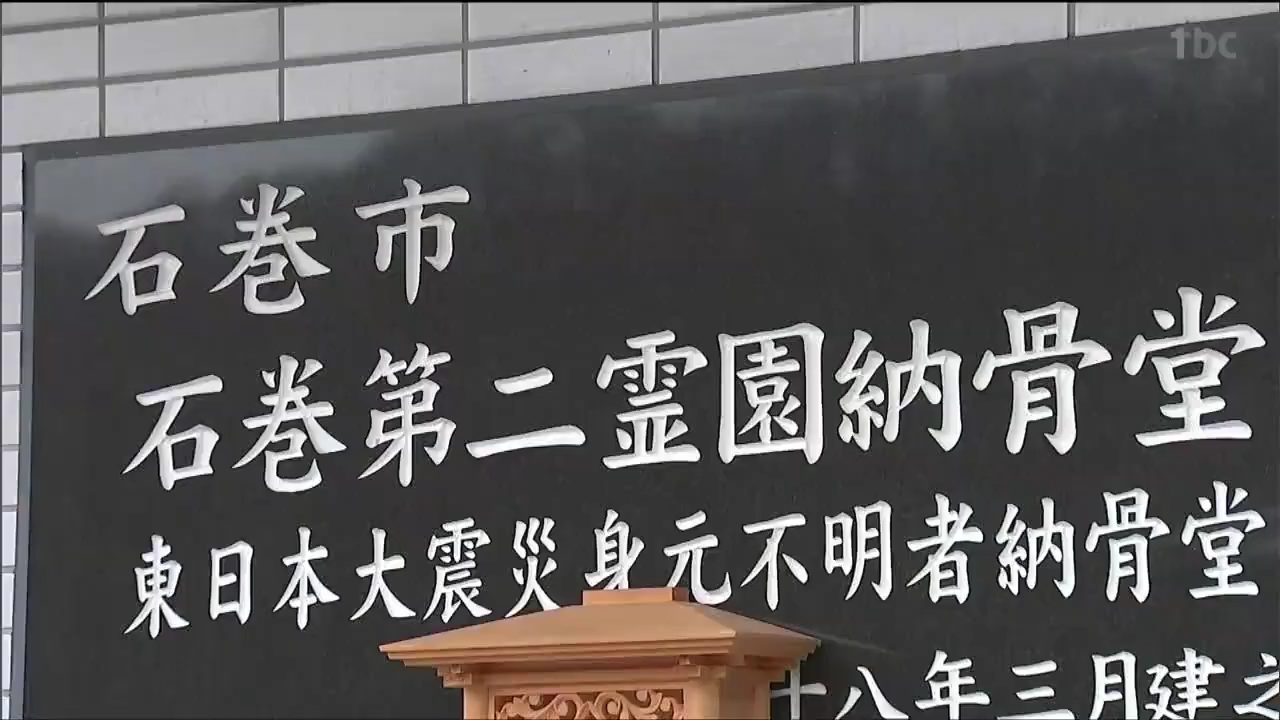 tbc
石巻市
石巻第二霊園納骨堂
東日本大震災身元不明者納骨堂
十八年三月建之